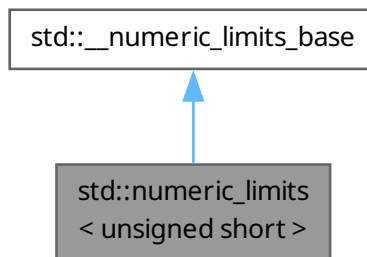 std::__numeric_limits_base
std::numeric_limits
< unsigned short >